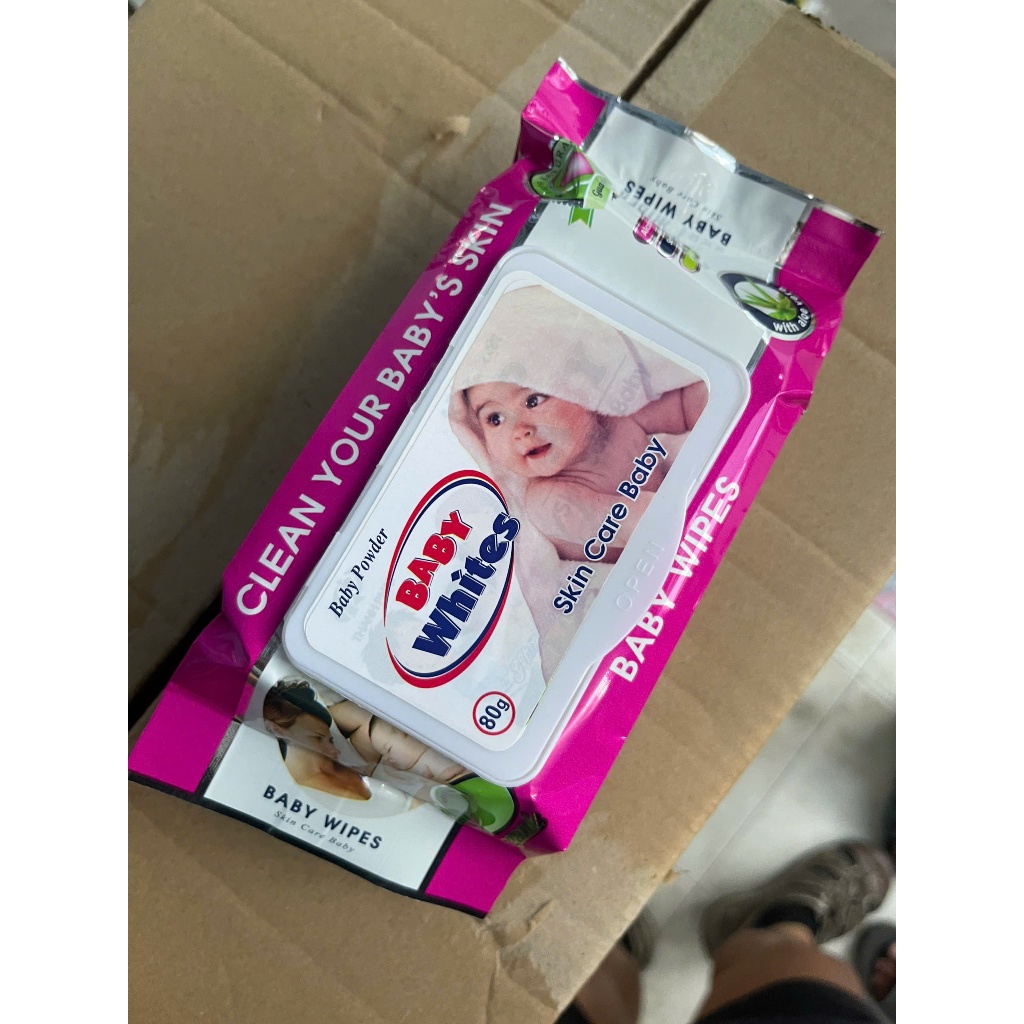 BABY WIPES
Skin Care Baby
with aloe
CLEAN YOUR BABY'S SKIN
Baby Powder
BABY
Whites
Skin Care Baby
80g
OPEN
BABY WIPES
BABY WIPES
Skin Care Baby